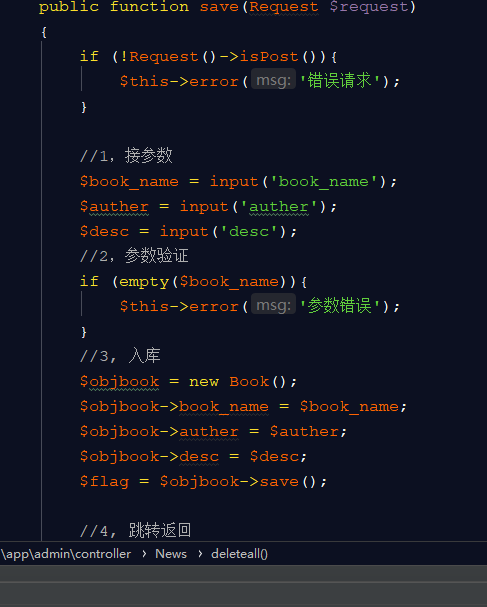 public function save(Request $request)
{
if (!Request()->isPost()){
$this->error( msg: '错误请求');
}
//1，接参数
$book_name = input('book_name');
$auther = input('auther');
$desc = input('desc');
//2，参数验证
if (empty($book_name)){
$this->error( msg: '参数错误');
}
//3, 入库
$objbook = new Book();
$objbook->book_name = $book_name;
$objbook->auther = $auther;
$objbook->desc = $desc;
$flag = $objbook->save();
//4, 跳转返回
\app\admin\controller › News › deleteall()